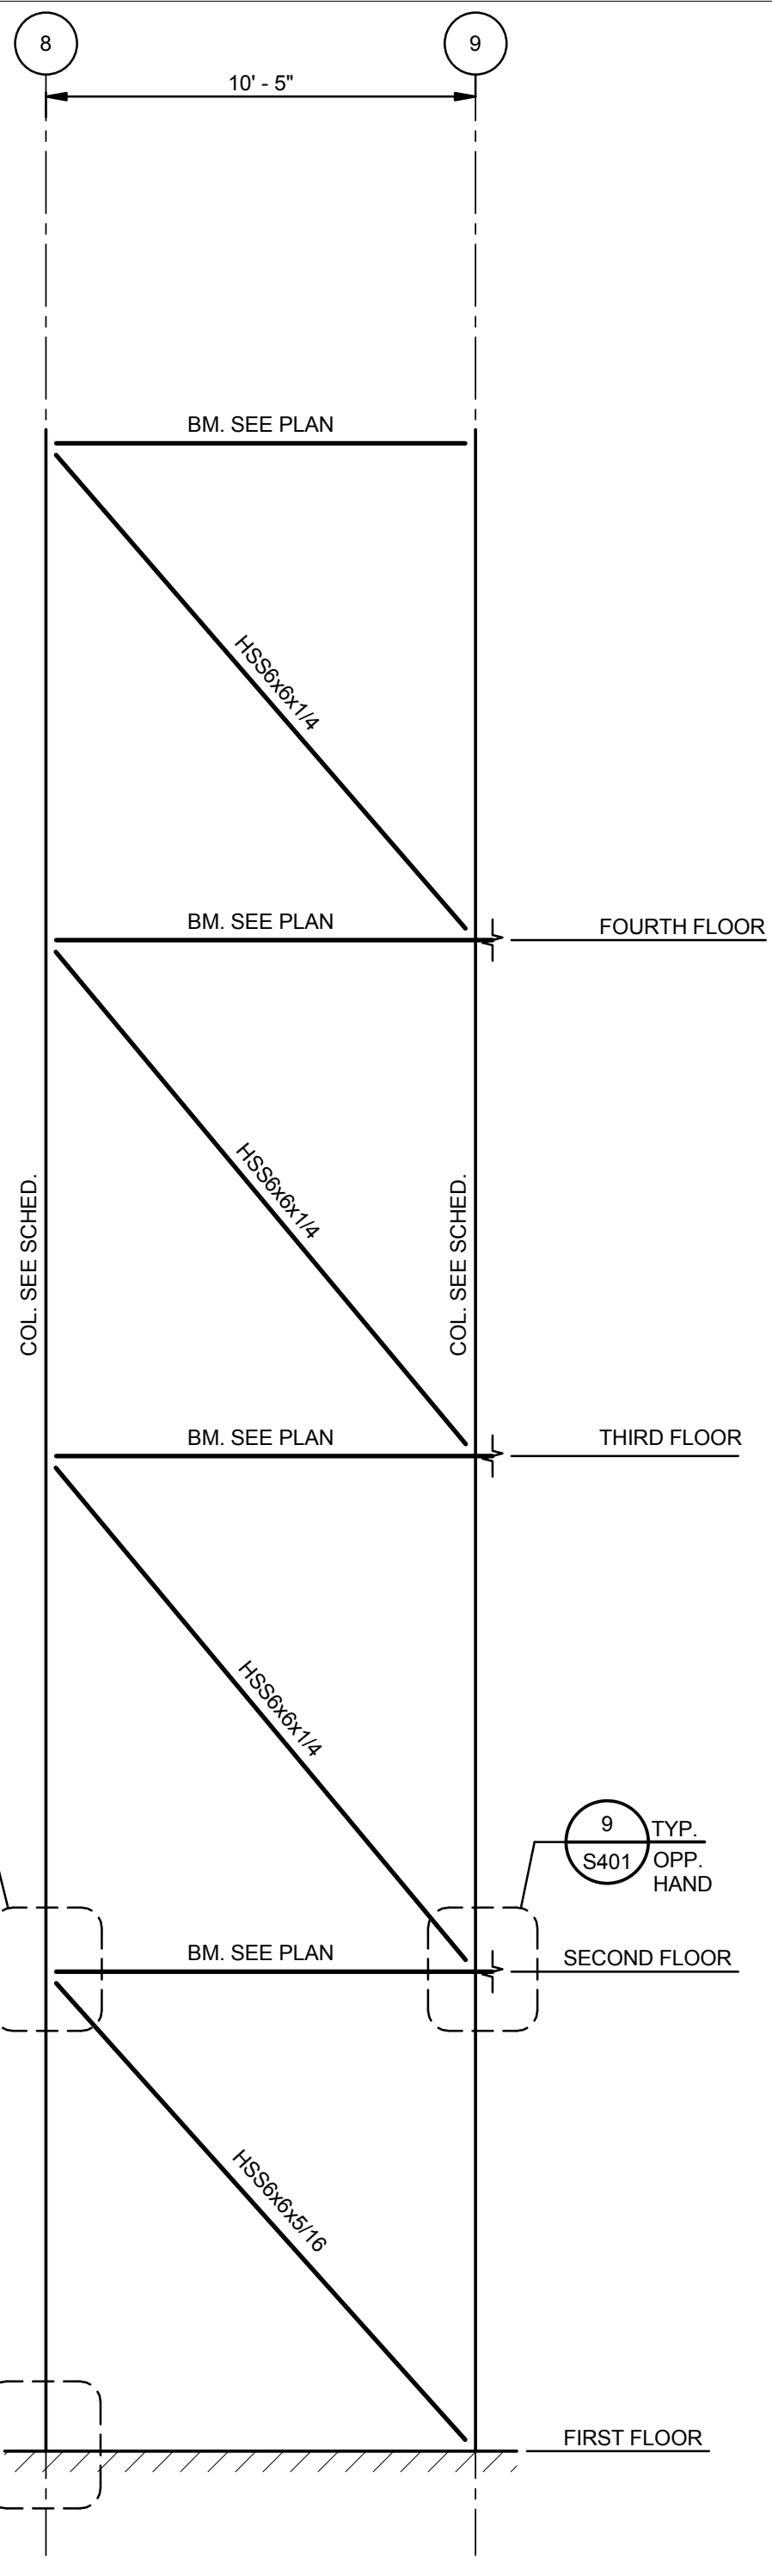 8
9
10' - 5"
BM. SEE PLAN
HSS6x6x1/4
BM. SEE PLAN
FOURTH FLOOR
HSS6x6x1/4
COL. SEE SCHED.
COL. SEE SCHED.
BM. SEE PLAN
THIRD FLOOR
HSS6x6x1/4
9
TYP.
S401
OPP.
HAND
BM. SEE PLAN
SECOND FLOOR
HSS6x6x5/16
FIRST FLOOR